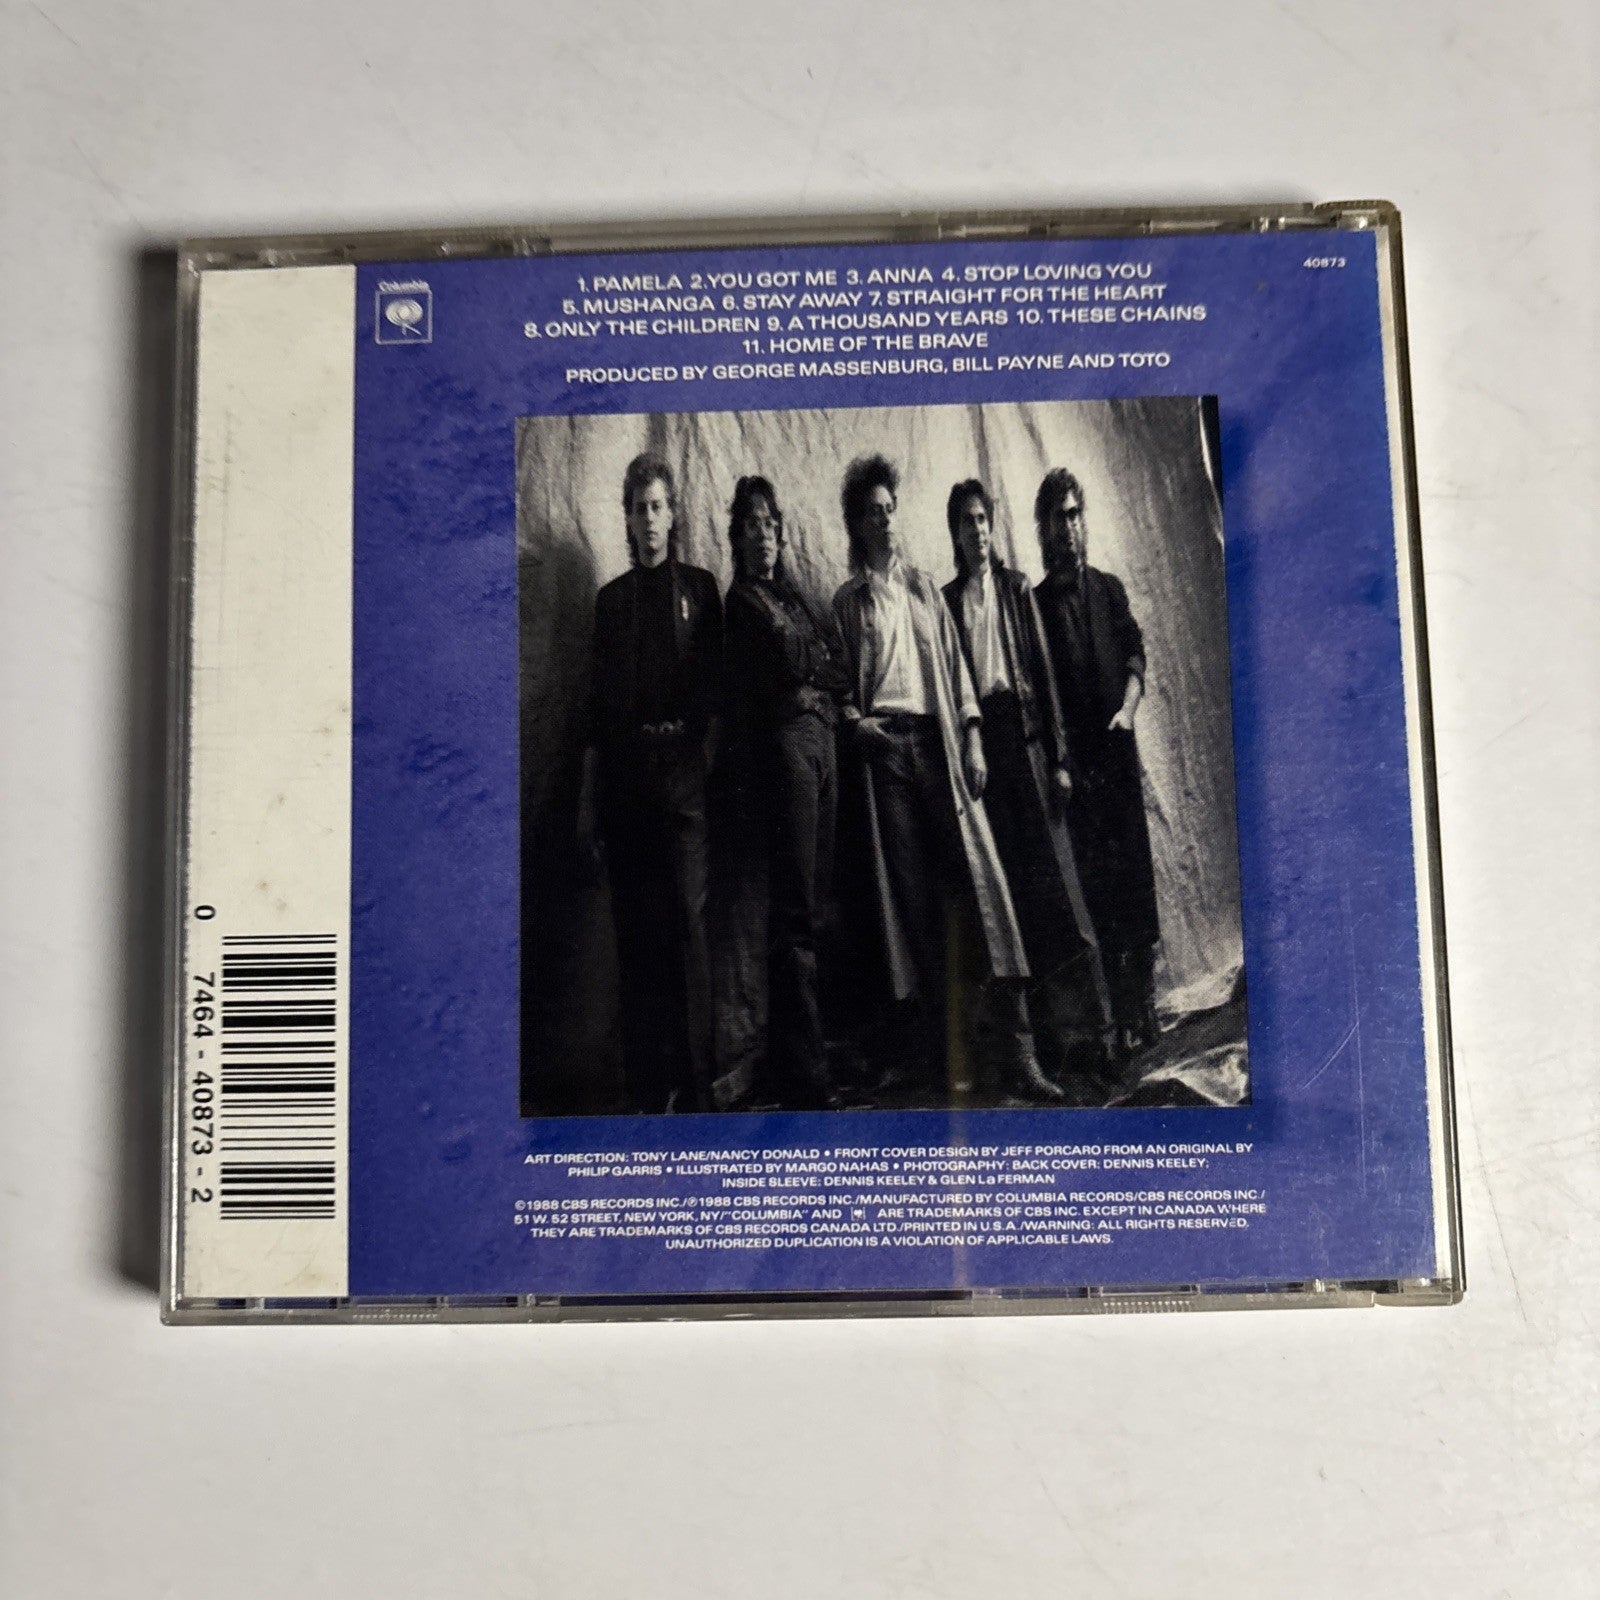 Columbia
40873
1. PAMELA 2.YOU GOT ME 3. ANNA 4. STOP LOVING YOU
5. MUSHANGA 6. STAY AWAY 7. STRAIGHT FOR THE HEART
8. ONLY THE CHILDREN 9. A THOUSAND YEARS 10. THESE CHAINS
11. HOME OF THE BRAVE
PRODUCED BY GEORGE MASSENBURG, BILL PAYNE AND TOTO
0 7464-40873-2
ART DIRECTION: TONY LANE/NANCY DONALD • FRONT COVER DESIGN BY JEFF PORCARO FROM AN ORIGINAL BY
PHILIP GARRIS • ILLUSTRATED BY MARGO NAHAS • PHOTOGRAPHY: BACK COVER: DENNIS KEELEY;
INSIDE SLEEVE: DENNIS KEELEY & GLEN La FERMAN
©1988 CBS RECORDS INC./℗1988 CBS RECORDS INC./MANUFACTURED BY COLUMBIA RECORDS/CBS RECORDS INC./
51 W. 52 STREET, NEW YORK, NY/"COLUMBIA" AND ARE TRADEMARKS OF CBS INC. EXCEPT IN CANADA WHERE
THEY ARE TRADEMARKS OF CBS RECORDS CANADA LTD./PRINTED IN U.S.A./WARNING: ALL RIGHTS RESERVED.
UNAUTHORIZED DUPLICATION IS A VIOLATION OF APPLICABLE LAWS.